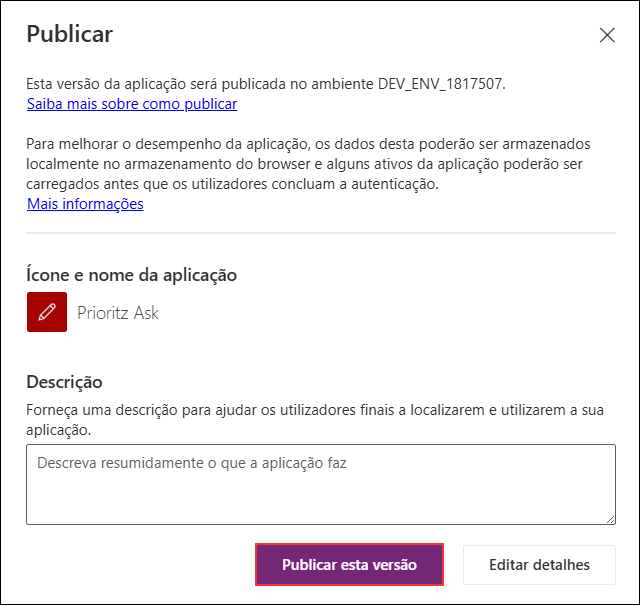 Publicar
Esta versão da aplicação será publicada no ambiente DEV_ENV_1817507.
Saiba mais sobre como publicar
Para melhorar o desempenho da aplicação, os dados desta poderão ser armazenados
localmente no armazenamento do browser e alguns ativos da aplicação poderão ser
carregados antes que os utilizadores concluam a autenticação.
Mais informações
Ícone e nome da aplicação
Prioritz Ask
Descrição
Forneça uma descrição para ajudar os utilizadores finais a localizarem e utilizarem a sua
aplicação.
Descreva resumidamente o que a aplicação faz
Publicar esta versão
Editar detalhes